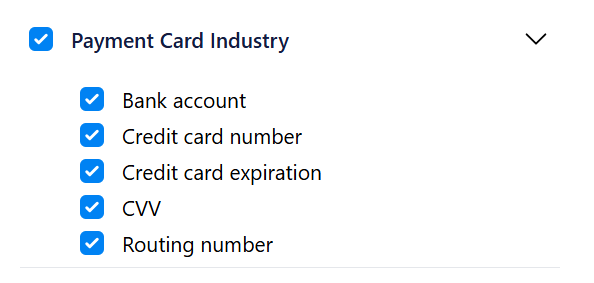 Payment Card Industry
Bank account
Credit card number
Credit card expiration
CVV
Routing number